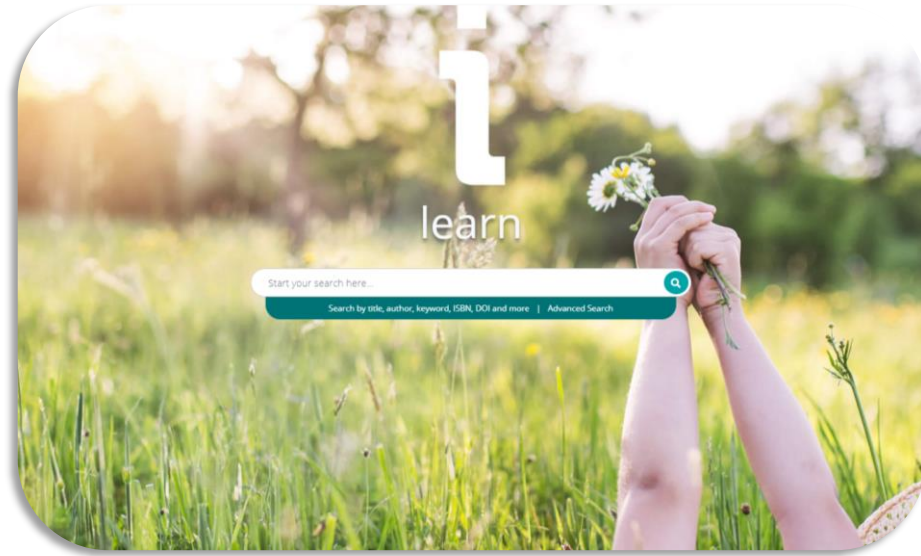 i
learn
Start your search here...
Search by title, author, keyword, ISBN, DOI and more | Advanced Search